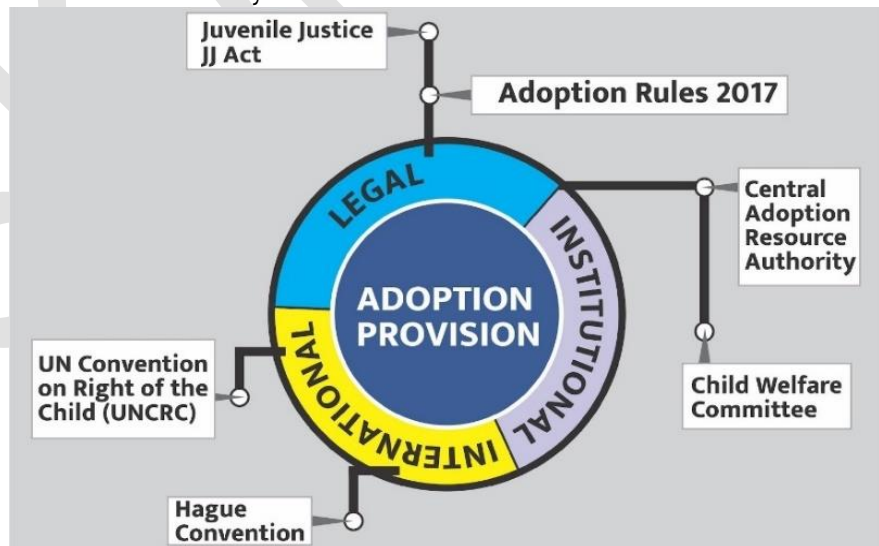 Juvenile Justice
JJ Act
Adoption Rules 2017
LEGAL
INSTITUTIONAL
INTERNATIONAL
ADOPTION
PROVISION
Central
Adoption
Resource
Authority
Child Welfare
Committee
UN Convention
on Right of the
Child (UNCRC)
Hague
Convention